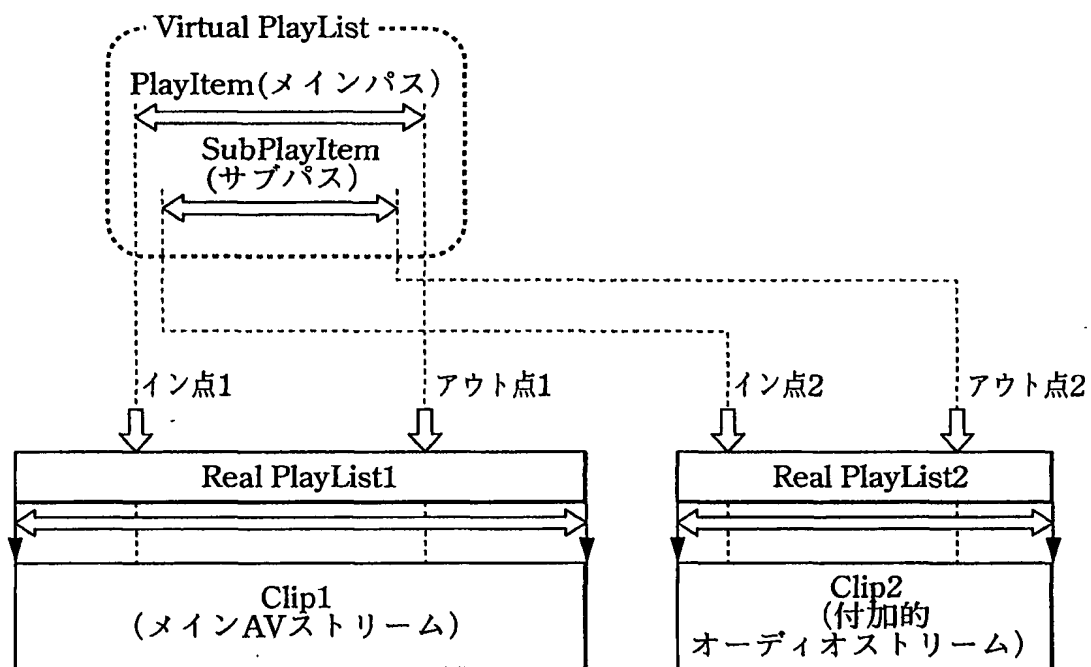 Virtual PlayList
PlayItem(メインパス)
SubPlayItem
(サブパス)
イン点1
アウト点1
イン点2
アウト点2
Real PlayList1
Real PlayList2
Clip1
(メインAVストリーム)
Clip2
(付加的
オーディオストリーム)